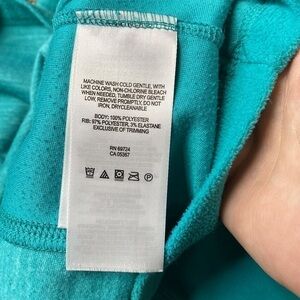 MACHINE WASH COLD GENTLE, WITH
LIKE COLORS, NON-CHLORINE BLEACH
WHEN NEEDED, TUMBLE DRY GENTLE
LOW, REMOVE PROMPTLY, DO NOT
IRON, DRYCLEANABLE
BODY: 100% POLYESTER
RIB: 97% POLYESTER, 3% ELASTANE
EXCLUSIVE OF TRIMMING
RN 69724
CA 05367